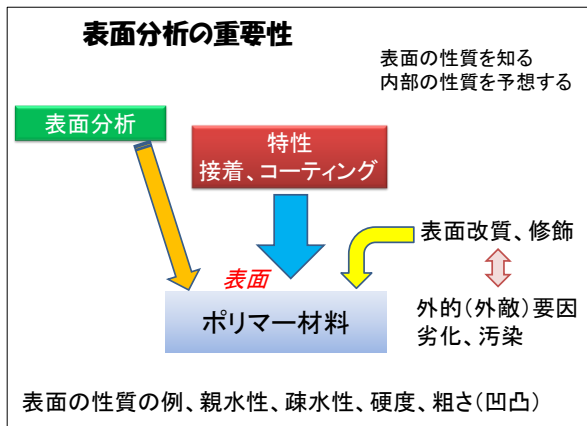 表面分析の重要性
表面の性質を知る
内部の性質を予想する
表面分析
特性
接着、コーティング
表面改質、修飾
表面
ポリマー材料
外的(外敵)要因
劣化、汚染
表面の性質の例、親水性、疎水性、硬度、粗さ(凹凸)